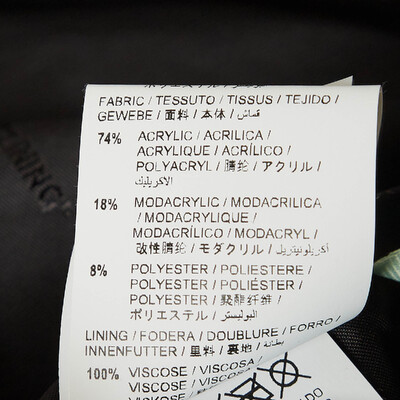 FABRIC / TESSUTO / TISSUS / TEJIDO /
GEWEBE / 面料 / 本体 / قماش
74% ACRYLIC / ACRILICA /
ACRYLIQUE / ACRÍLICO /
POLYACRYL / 腈纶 / アクリル /
الاكريليك
18% MODACRYLIC / MODACRILICA
/ MODACRYLIQUE /
MODACRÍLICO / MODACRYL /
改性腈纶 / モダクリル /
8% POLYESTER / POLIESTERE /
POLYESTER / POLIÉSTER /
POLYESTER / 聚酯纤维 /
ポリエステル / البوليستر
LINING / FODERA / DOUBLURE / FORRO /
INNENFUTTER / 里料 / 裏地 / بطانة
100% VISCOSE / VISCOSA /
VISCOSE / VISCOSA